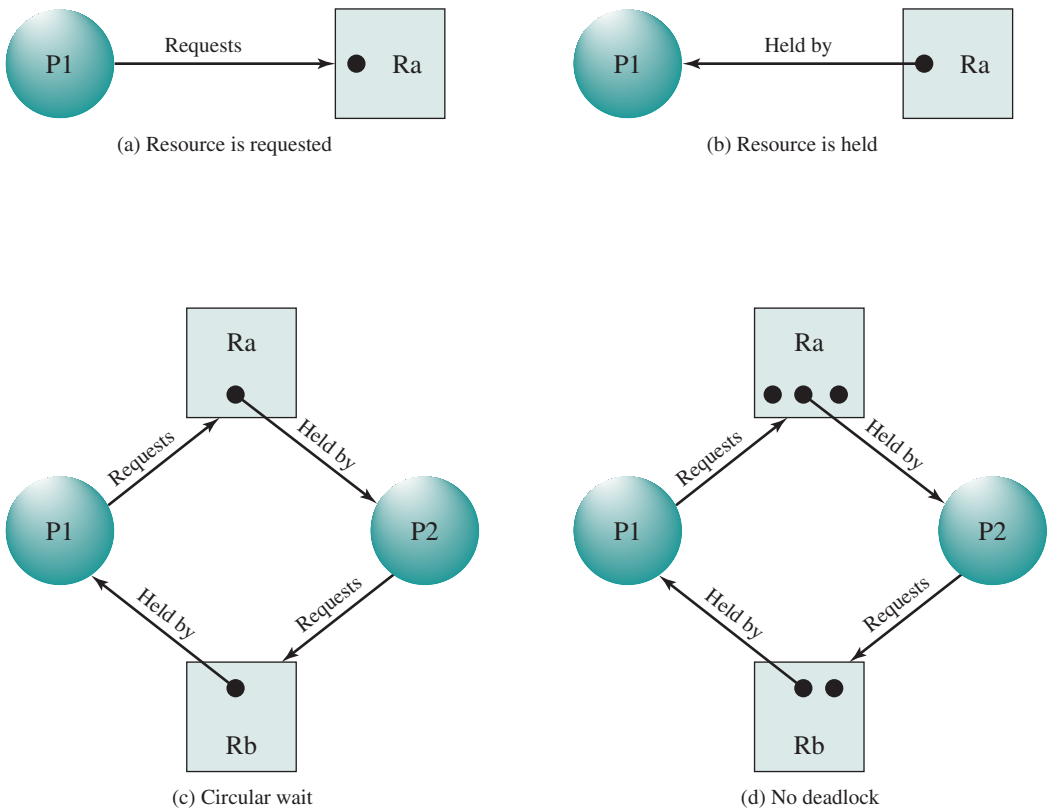 P1
Requests
Ra
(a) Resource is requested
P1
Held by
Ra
(b) Resource is held
Ra
Requests
Held by
P1
P2
Held by
Requests
Rb
(c) Circular wait
Ra
Requests
Held by
P1
P2
Held by
Requests
Rb
(d) No deadlock